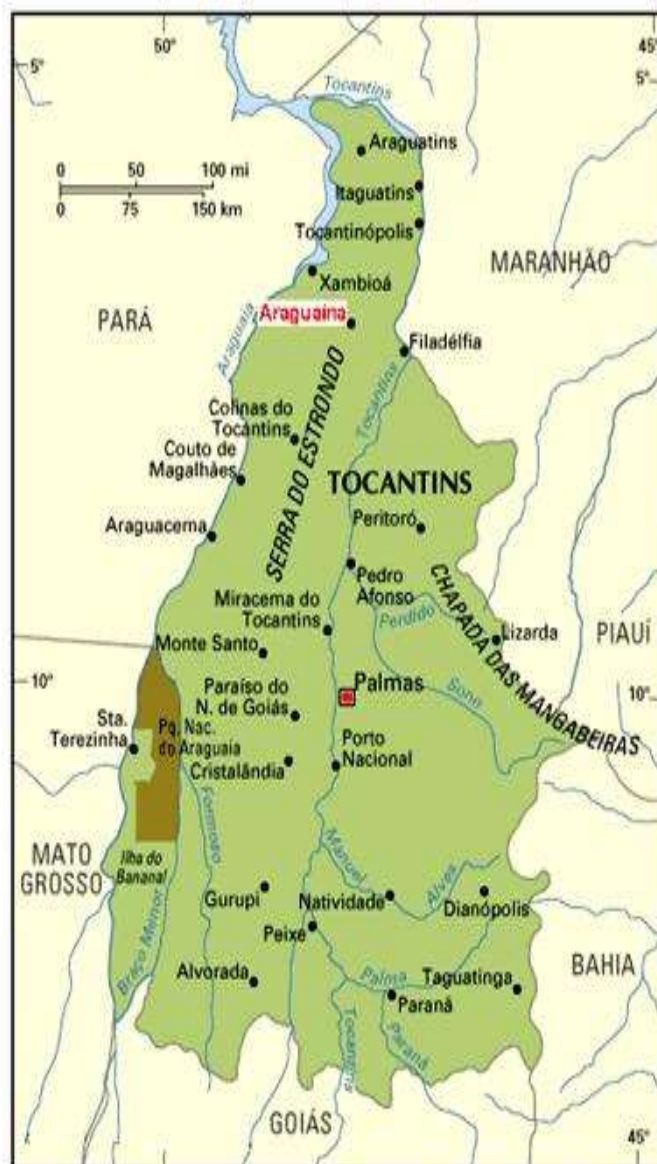 50°
45°
5°
5°
Tocantins
Araguatins
0 50 100 mi
0 75 150 km
Itaguatins
Tocantinópolis
MARANHÃO
Xambioá
PARÁ
Araguaia
Araguaína
Filadélfia
Tocantins
Colinas do
Tocantins
Couto de
Magalhães
SERRA DO ESTRONDO
TOCANTINS
Araguacema
Peritoró
Pedro
Afonso
CHAPADA DAS MANGABEIRAS
Miracema do
Tocantins
Perdido
Lizarda
PIAUÍ
Monte Santo
10°
10°
Palmas
Sono
Paraíso do
N. de Goiás
Sta.
Terezinha
Pq. Nac.
do Araguaia
Porto
Nacional
Cristalândia
Formoso
MATO
GROSSO
Ilha do
Bananal
Manuel
Alves
Gurupi
Natividade
Dianópolis
Peixe
Braço Menor
BAHIA
Alvorada
Palma
Taguatinga
Paraná
Tocantins
Paraná
GOIÁS
50°
45°